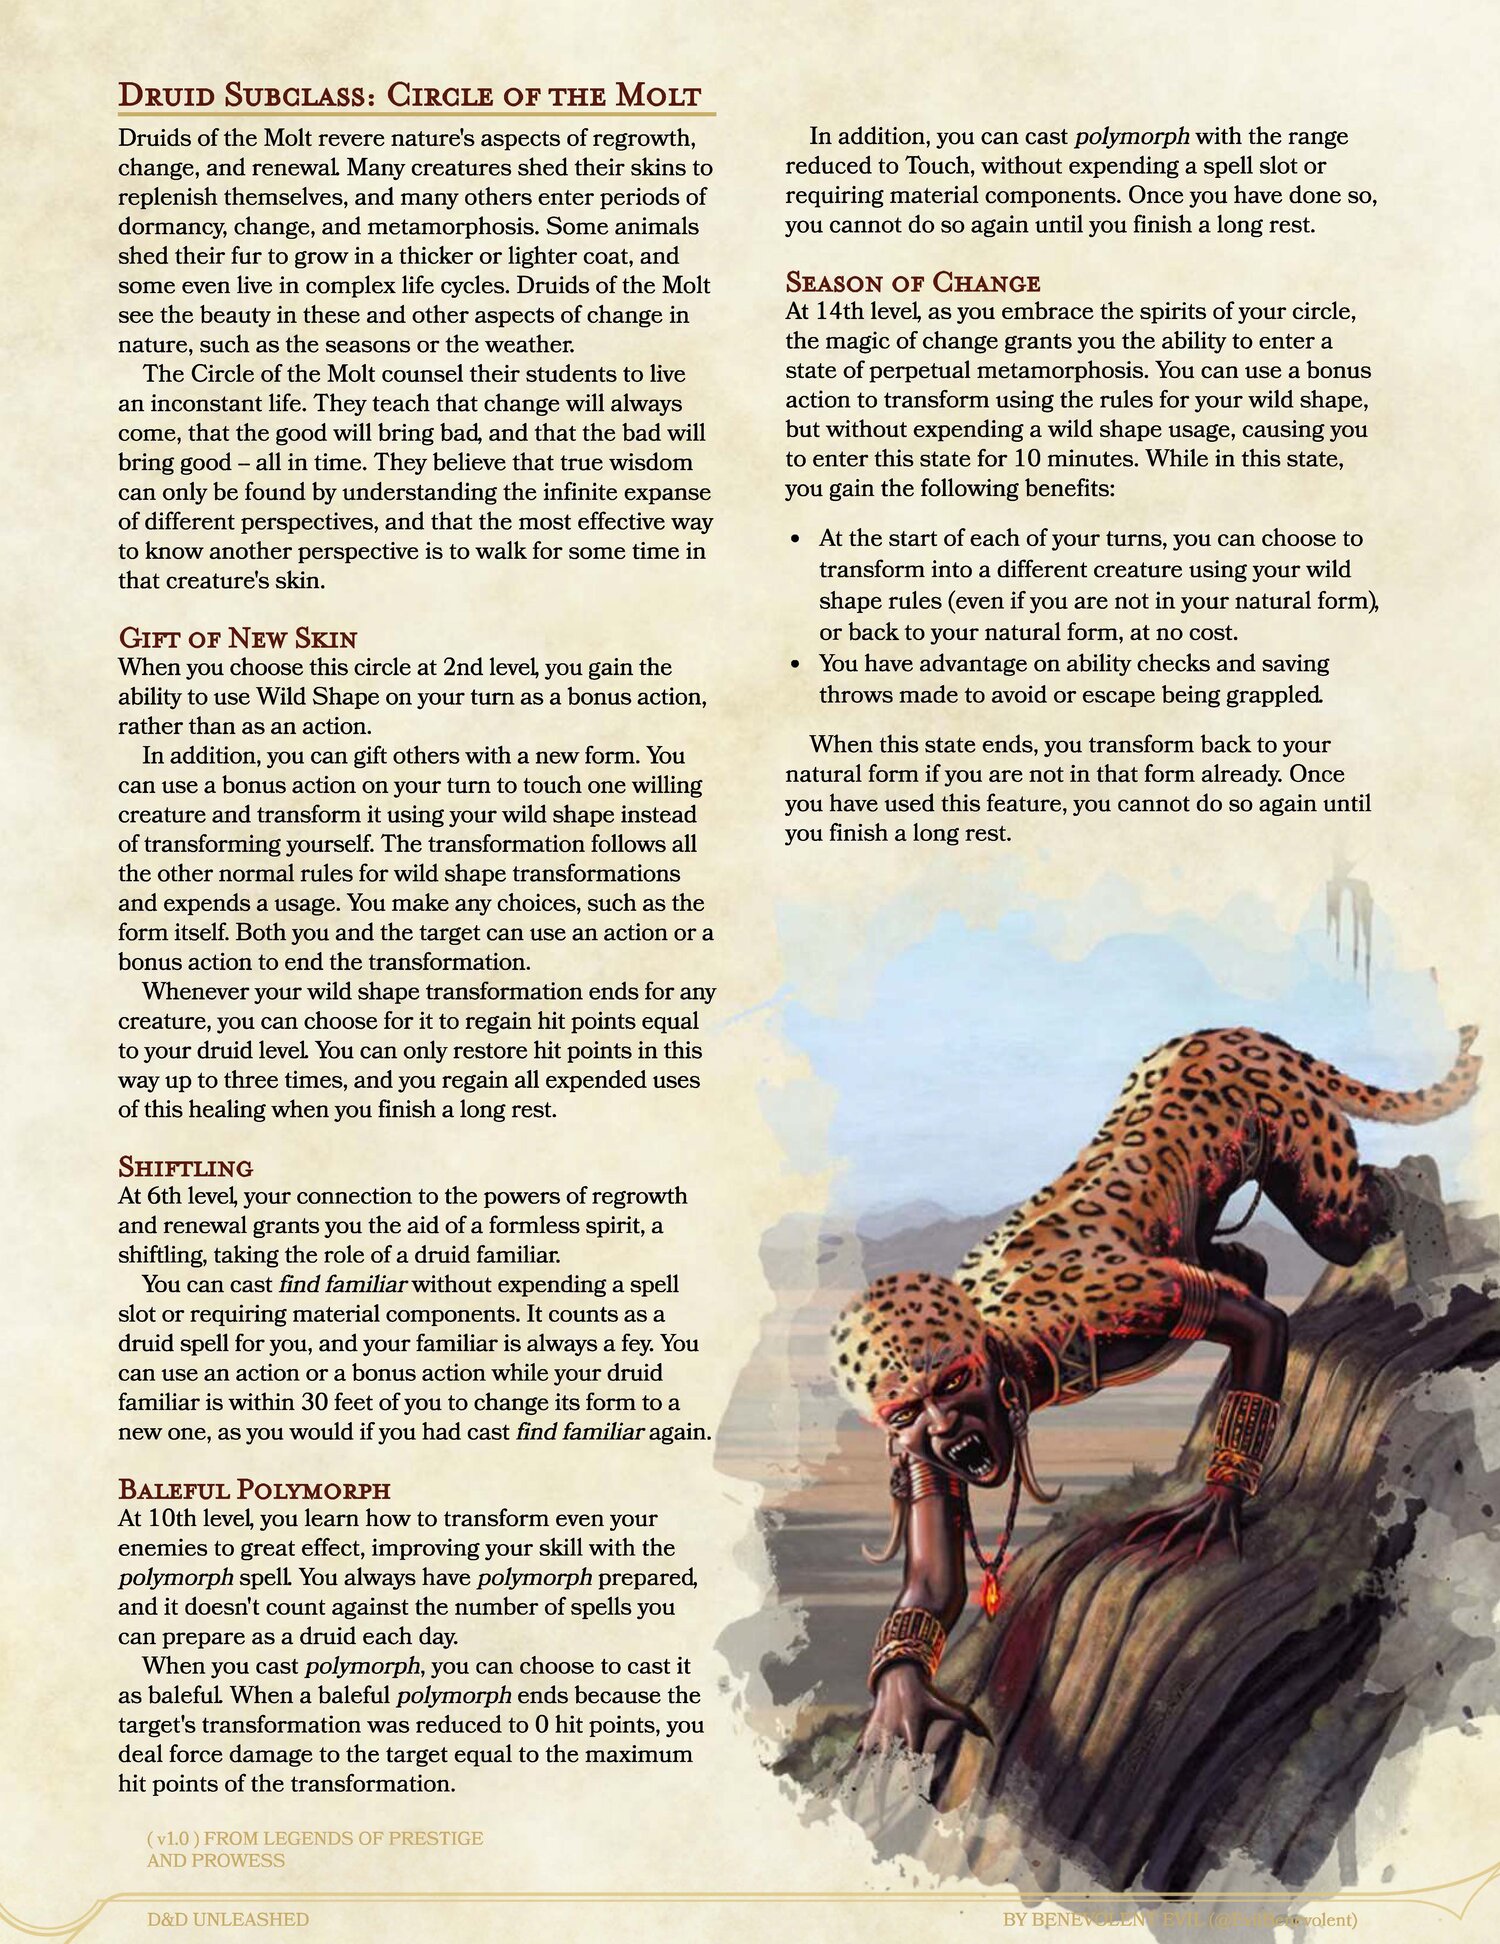 Druid Subclass: Circle of the Molt
Druids of the Molt revere nature's aspects of regrowth,
change, and renewal. Many creatures shed their skins to
replenish themselves, and many others enter periods of
dormancy, change, and metamorphosis. Some animals
shed their fur to grow in a thicker or lighter coat, and
some even live in complex life cycles. Druids of the Molt
see the beauty in these and other aspects of change in
nature, such as the seasons or the weather.
The Circle of the Molt counsel their students to live
an inconstant life. They teach that change will always
come, that the good will bring bad, and that the bad will
bring good – all in time. They believe that true wisdom
can only be found by understanding the infinite expanse
of different perspectives, and that the most effective way
to know another perspective is to walk for some time in
that creature's skin.
Gift of New Skin
When you choose this circle at 2nd level, you gain the
ability to use Wild Shape on your turn as a bonus action,
rather than as an action.
In addition, you can gift others with a new form. You
can use a bonus action on your turn to touch one willing
creature and transform it using your wild shape instead
of transforming yourself. The transformation follows all
the other normal rules for wild shape transformations
and expends a usage. You make any choices, such as the
form itself. Both you and the target can use an action or a
bonus action to end the transformation.
Whenever your wild shape transformation ends for any
creature, you can choose for it to regain hit points equal
to your druid level. You can only restore hit points in this
way up to three times, and you regain all expended uses
of this healing when you finish a long rest.
Shiftling
At 6th level, your connection to the powers of regrowth
and renewal grants you the aid of a formless spirit, a
shiftling, taking the role of a druid familiar.
You can cast find familiar without expending a spell
slot or requiring material components. It counts as a
druid spell for you, and your familiar is always a fey. You
can use an action or a bonus action while your druid
familiar is within 30 feet of you to change its form to a
new one, as you would if you had cast find familiar again.
Baleful Polymorph
At 10th level, you learn how to transform even your
enemies to great effect, improving your skill with the
polymorph spell. You always have polymorph prepared,
and it doesn't count against the number of spells you
can prepare as a druid each day.
When you cast polymorph, you can choose to cast it
as baleful. When a baleful polymorph ends because the
target's transformation was reduced to 0 hit points, you
deal force damage to the target equal to the maximum
hit points of the transformation.
In addition, you can cast polymorph with the range
reduced to Touch, without expending a spell slot or
requiring material components. Once you have done so,
you cannot do so again until you finish a long rest.
Season of Change
At 14th level, as you embrace the spirits of your circle,
the magic of change grants you the ability to enter a
state of perpetual metamorphosis. You can use a bonus
action to transform using the rules for your wild shape,
but without expending a wild shape usage, causing you
to enter this state for 10 minutes. While in this state,
you gain the following benefits:
• At the start of each of your turns, you can choose to
transform into a different creature using your wild
shape rules (even if you are not in your natural form),
or back to your natural form, at no cost.
• You have advantage on ability checks and saving
throws made to avoid or escape being grappled.
When this state ends, you transform back to your
natural form if you are not in that form already. Once
you have used this feature, you cannot do so again until
you finish a long rest.
( v1.0 ) FROM LEGENDS OF PRESTIGE
AND PROWESS
D&D UNLEASHED
BY BENEVOLENT EVIL